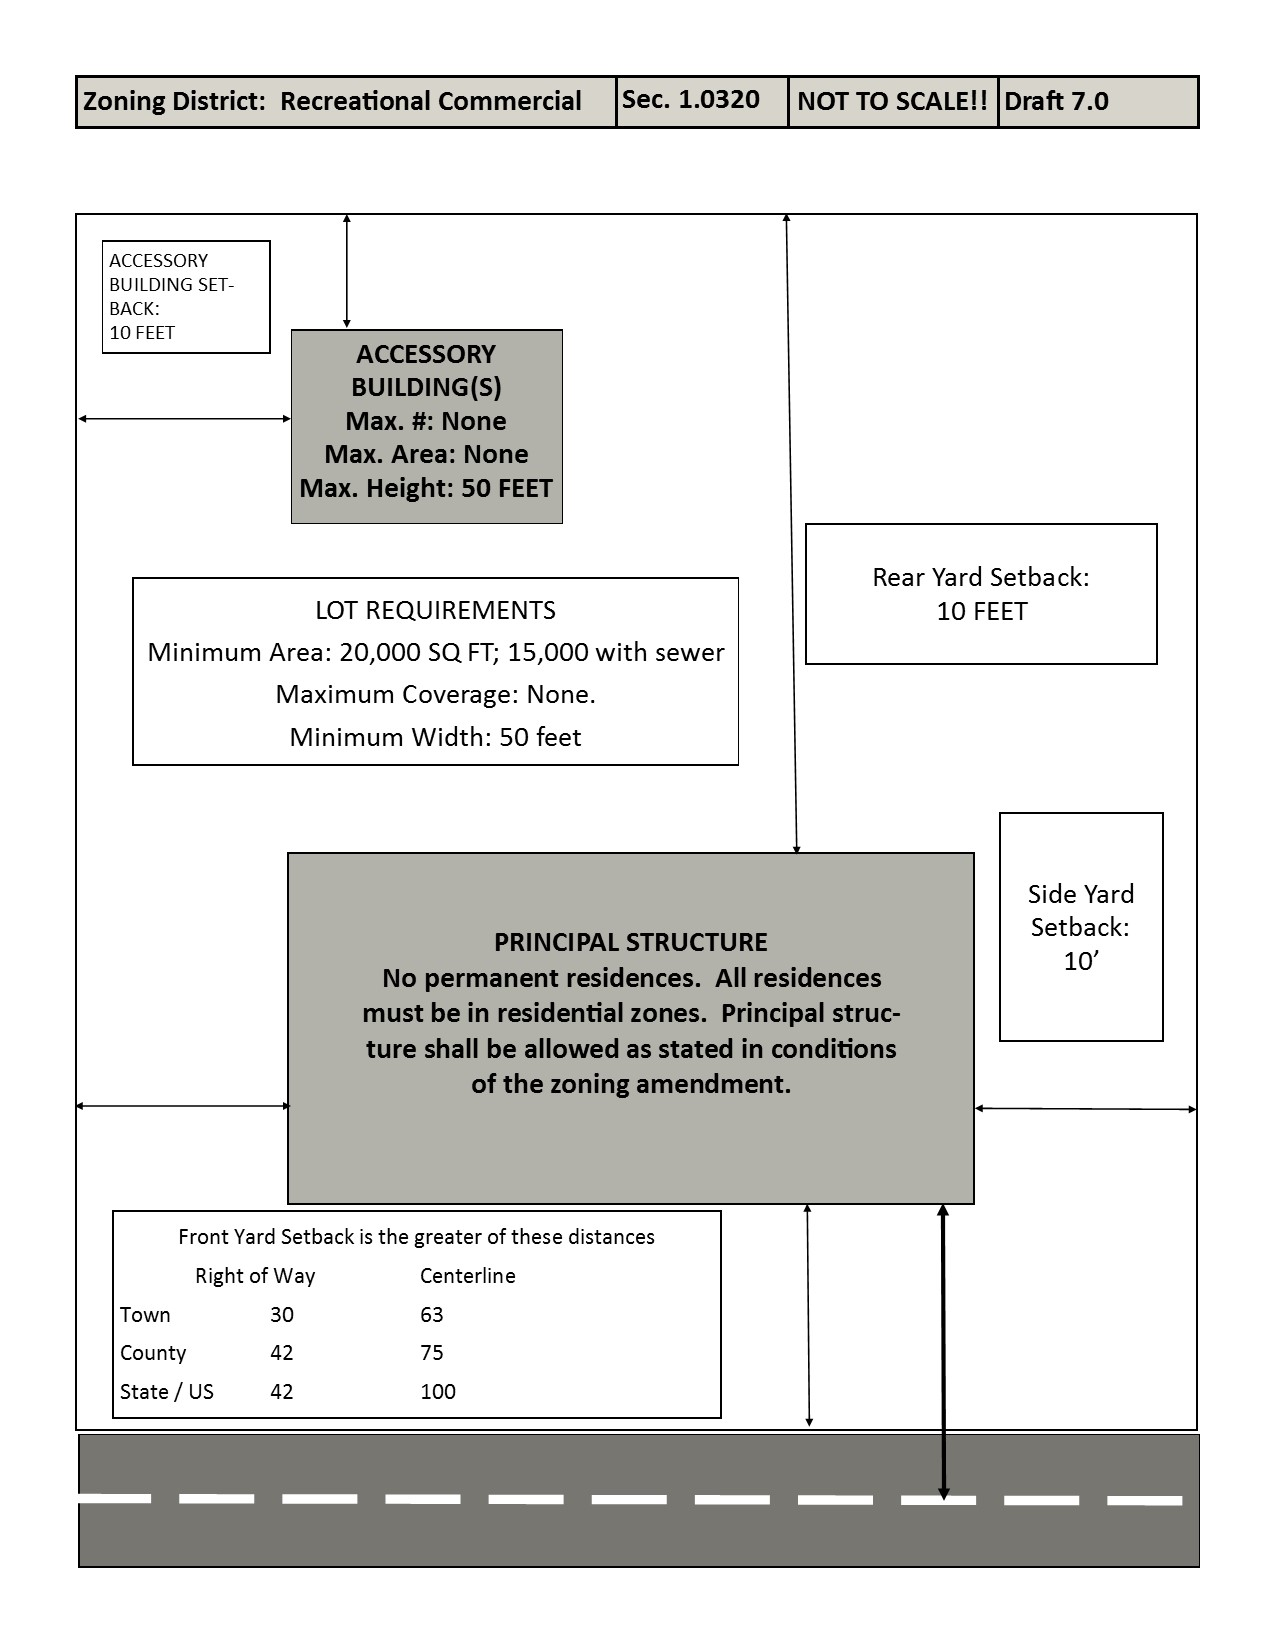 Zoning District:  Recreational Commercial
Sec. 1.0320
NOT TO SCALE!!
Draft 7.0
ACCESSORY
BUILDING SET-
BACK:
10 FEET
ACCESSORY
BUILDING(S)
Max. #: None
Max. Area: None
Max. Height: 50 FEET
Rear Yard Setback:
10 FEET
LOT REQUIREMENTS
Minimum Area: 20,000 SQ FT; 15,000 with sewer
Maximum Coverage: None.
Minimum Width: 50 feet
Side Yard
Setback:
10’
PRINCIPAL STRUCTURE
No permanent residences.  All residences
must be in residential zones.  Principal struc-
ture shall be allowed as stated in conditions
of the zoning amendment.
Front Yard Setback is the greater of these distances
Right of Way Centerline
Town 30 63
County 42 75
State / US 42 100